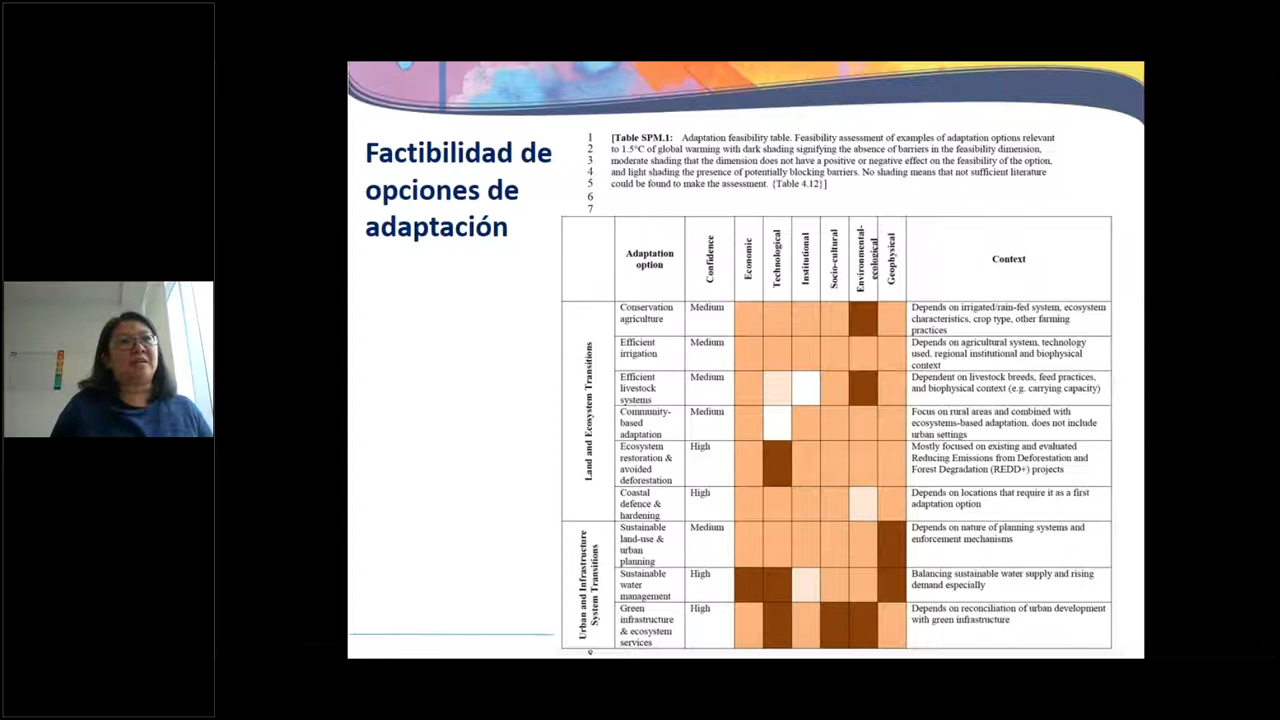 Factibilidad de
opciones de
adaptación
1 [Table SPM.1: Adaptation feasibility table. Feasibility assessment of examples of adaptation options relevant
2 to 1.5°C of global warming with dark shading signifying the absence of barriers in the feasibility dimension,
3 moderate shading that the dimension does not have a positive or negative effect on the feasibility of the option,
4 and light shading the presence of potentially blocking barriers. No shading means that not sufficient literature
5 could be found to make the assessment. {Table 4.12}]
6
7
Adaptation
option
Confidence
Economic
Technological
Institutional
Socio-cultural
Environmental-
ecological
Geophysical
Context
Land and Ecosystem Transitions
Conservation
agriculture
Medium
Depends on irrigated/rain-fed system, ecosystem
characteristics, crop type, other farming
practices
Efficient
irrigation
Medium
Depends on agricultural system, technology
used, regional institutional and biophysical
context
Efficient
livestock
systems
Medium
Dependent on livestock breeds, feed practices,
and biophysical context (e.g. carrying capacity)
Community-
based
adaptation
Medium
Focus on rural areas and combined with
ecosystems-based adaptation, does not include
urban settings
Ecosystem
restoration &
avoided
deforestation
High
Mostly focused on existing and evaluated
Reducing Emissions from Deforestation and
Forest Degradation (REDD+) projects
Coastal
defence &
hardening
High
Depends on locations that require it as a first
adaptation option
Urban and Infrastructure
System Transitions
Sustainable
land-use &
urban
planning
Medium
Depends on nature of planning systems and
enforcement mechanisms
Sustainable
water
management
High
Balancing sustainable water supply and rising
demand especially
Green
infrastructure
& ecosystem
services
High
Depends on reconciliation of urban development
with green infrastructure